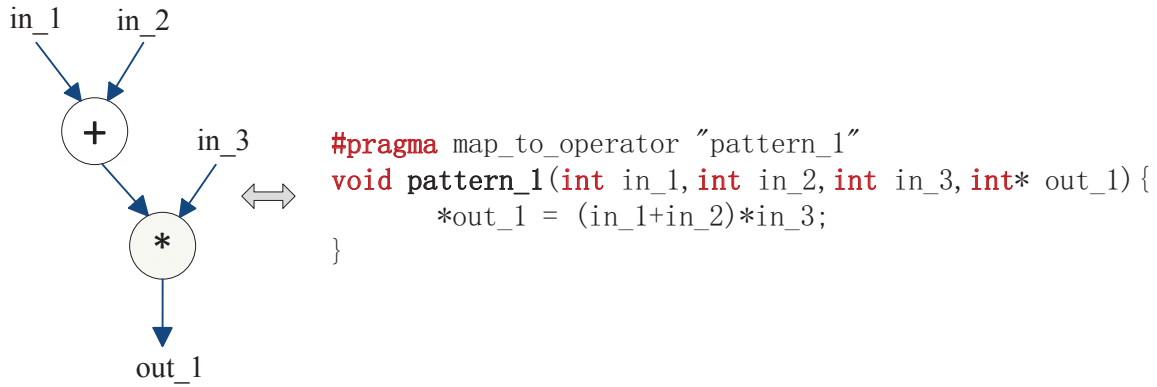 in_1 in_2
+
in_3
*
out_1
#pragma map_to_operator "pattern_1"
void pattern_1(int in_1,int in_2,int in_3,int* out_1){
*out_1 = (in_1+in_2)*in_3;
}